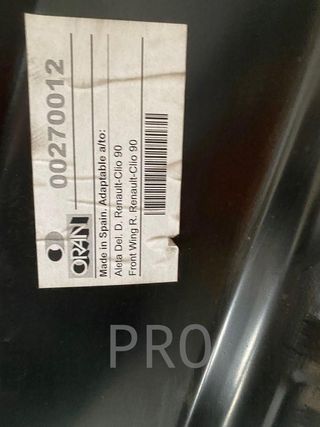 00270012
ORAN
Made in Spain. Adaptable a/to:
Aleta Del. D. Renault-Clio 90
Front Wing R. Renault-Clio 90
PRO